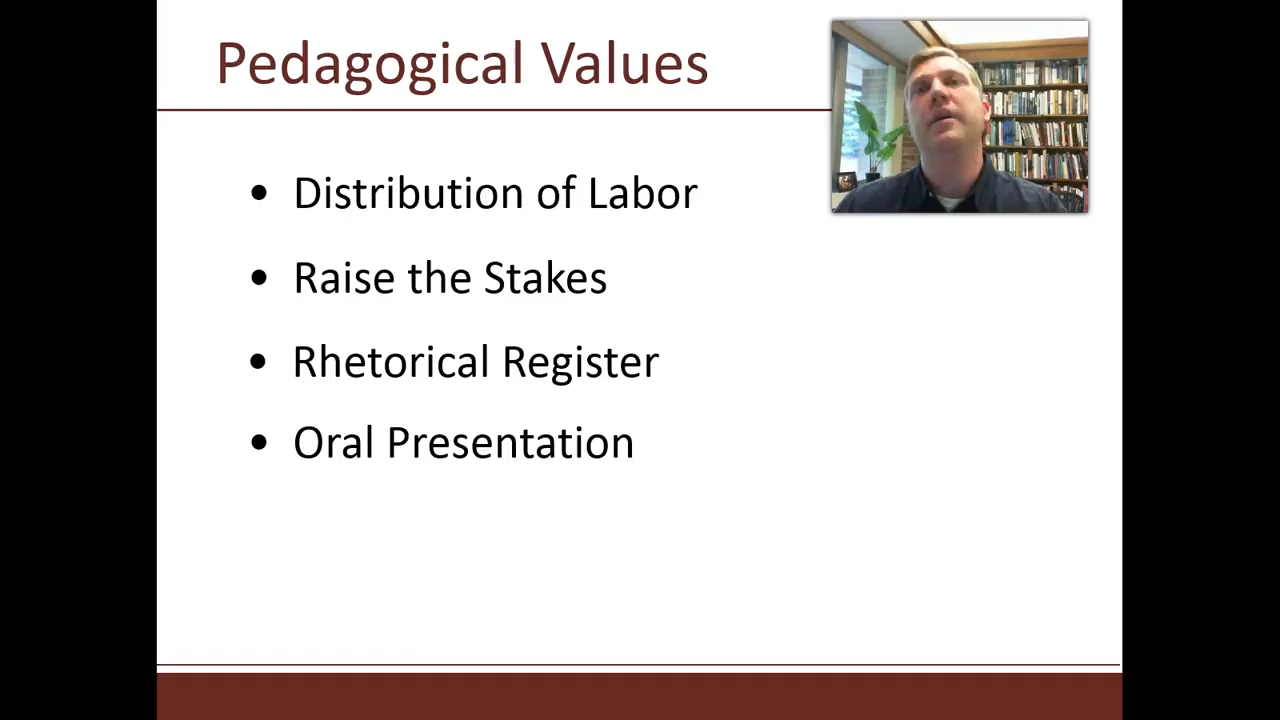 Pedagogical Values
• Distribution of Labor
• Raise the Stakes
• Rhetorical Register
• Oral Presentation